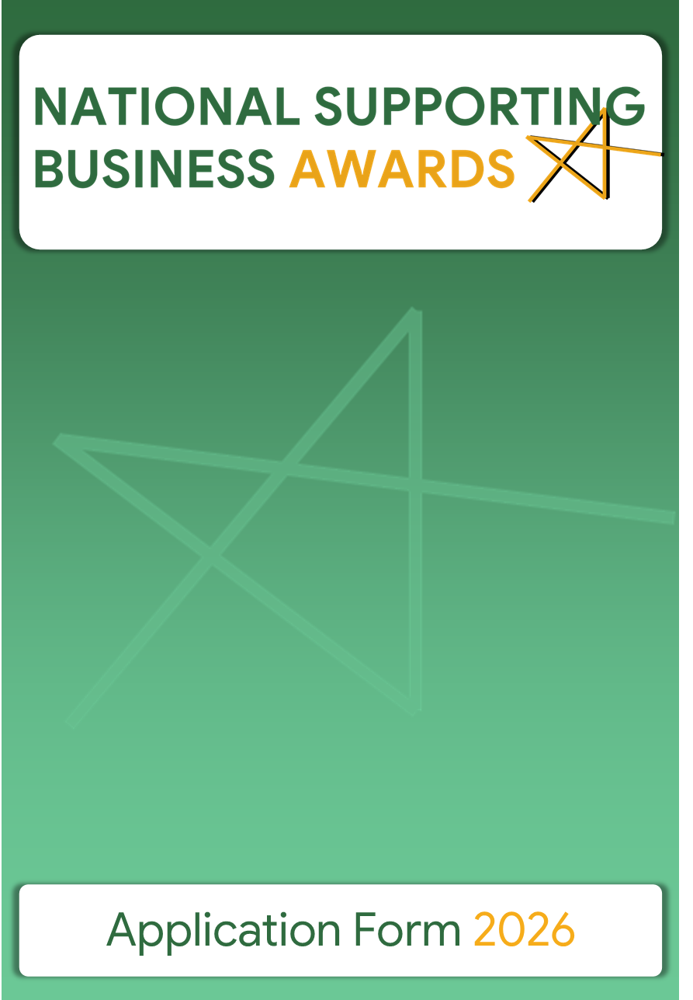 NATIONAL SUPPORTING
BUSINESS AWARDS
Application Form 2026